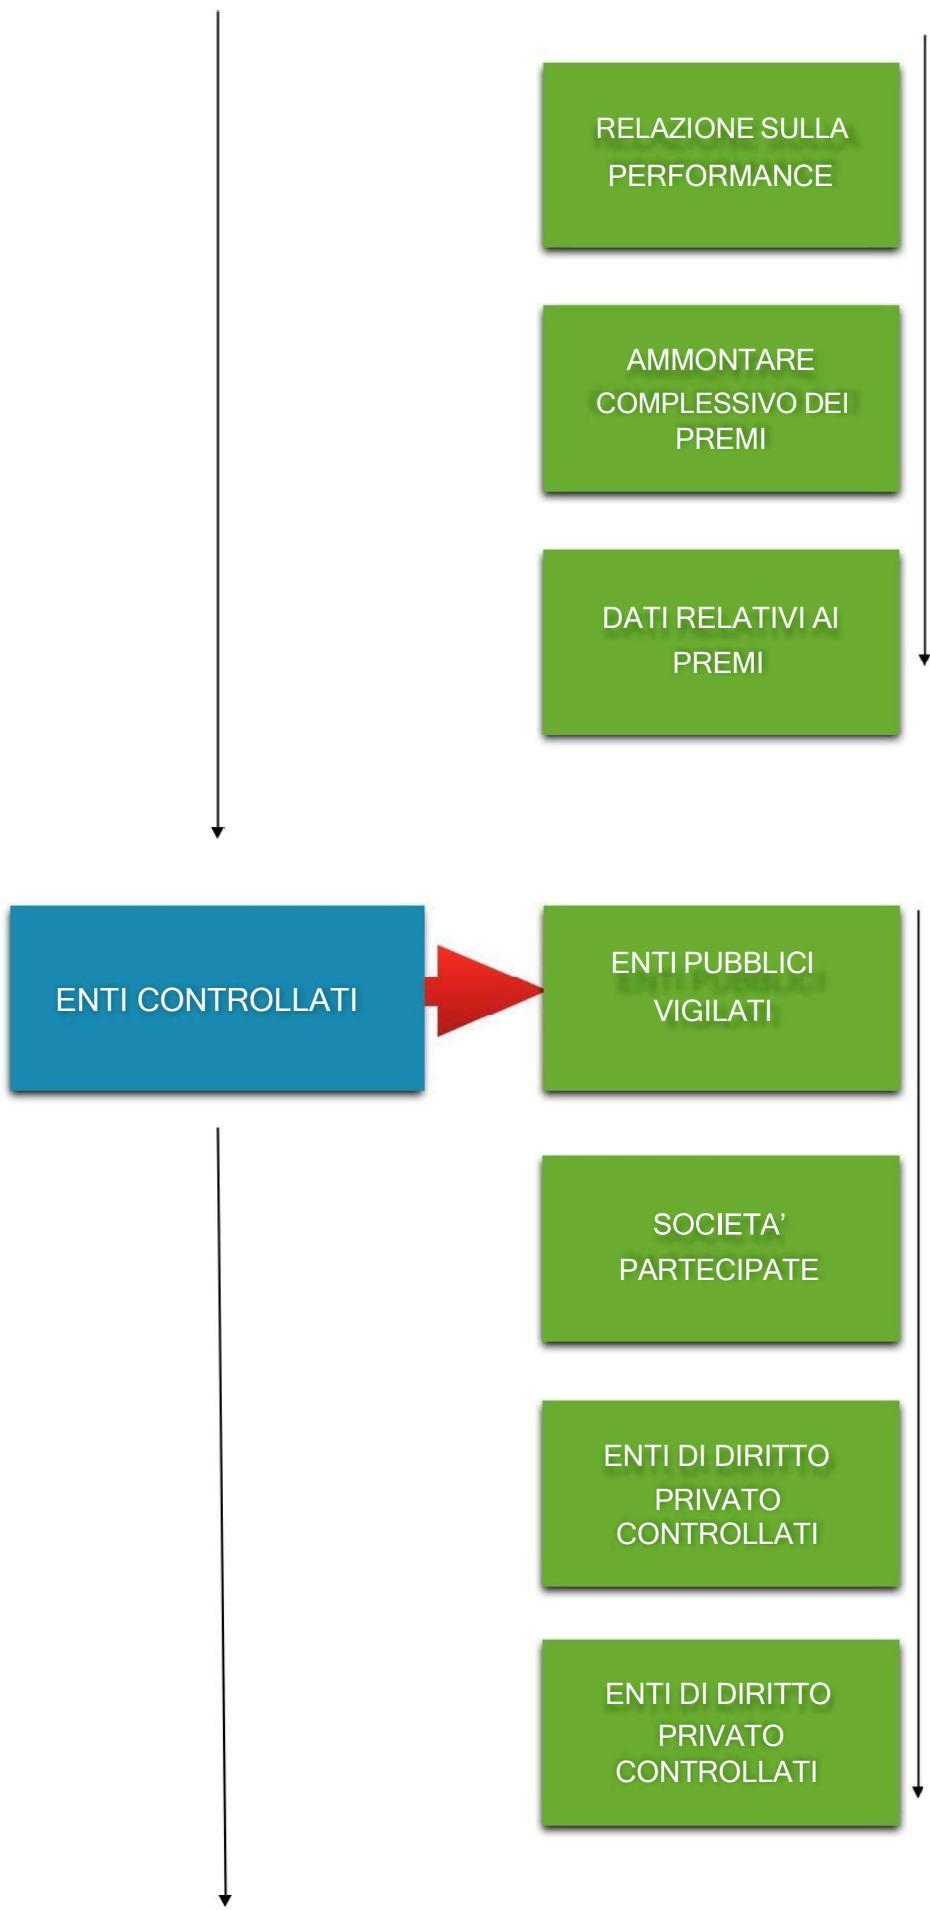 RELAZIONE SULLA
PERFORMANCE
AMMONTARE
COMPLESSIVO DEI
PREMI
DATI RELATIVI AI
PREMI
ENTI CONTROLLATI
ENTI PUBBLICI
VIGILATI
SOCIETA’
PARTECIPATE
ENTI DI DIRITTO
PRIVATO
CONTROLLATI
ENTI DI DIRITTO
PRIVATO
CONTROLLATI